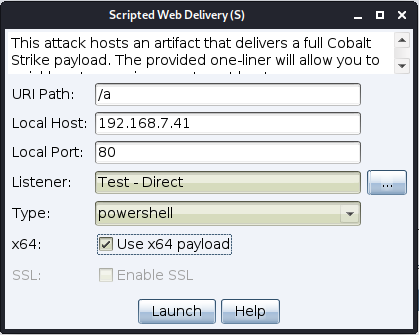 Scripted Web Delivery (S)
This attack hosts an artifact that delivers a full Cobalt
Strike payload. The provided one-liner will allow you to
URI Path: /a
Local Host: 192.168.7.41
Local Port: 80
Listener: Test - Direct ...
Type: powershell
x64: Use x64 payload
SSL: Enable SSL
Launch Help